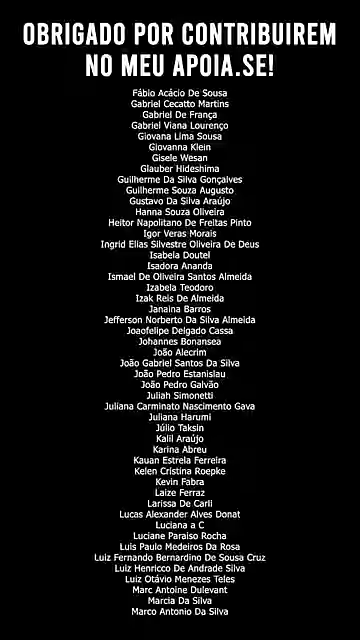 OBRIGADO POR CONTRIBUIREM
NO MEU APOIA.SE!
Fábio Acácio De Sousa
Gabriel Cecatto Martins
Gabriel De França
Gabriel Viana Lourenço
Giovana Lima Sousa
Giovanna Klein
Gisele Wesan
Glauber Hideshima
Guilherme Da Silva Gonçalves
Guilherme Souza Augusto
Gustavo Da Silva Araújo
Hanna Souza Oliveira
Heitor Napolitano De Freitas Pinto
Igor Veras Morais
Ingrid Elias Silvestre Oliveira De Deus
Isabela Doutel
Isadora Ananda
Ismael De Oliveira Santos Almeida
Izabela Teodoro
Izak Reis De Almeida
Janaina Barros
Jefferson Norberto Da Silva Almeida
Joaofelipe Delgado Cassa
Johannes Bonansea
João Alecrim
João Gabriel Santos Da Silva
João Pedro Estanislau
João Pedro Galvão
Juliah Simonetti
Juliana Carminato Nascimento Gava
Juliana Harumi
Júlio Taksin
Kalil Araújo
Karina Abreu
Kauan Estrela Ferreira
Kelen Cristina Roepke
Kevin Fabra
Laize Ferraz
Larissa De Carli
Lucas Alexander Alves Donat
Luciana a C
Luciane Paraiso Rocha
Luis Paulo Medeiros Da Rosa
Luiz Fernando Bernardino De Sousa Cruz
Luiz Henricco De Andrade Silva
Luiz Otávio Menezes Teles
Marc Antoine Dulevant
Marcia Da Silva
Marco Antonio Da Silva